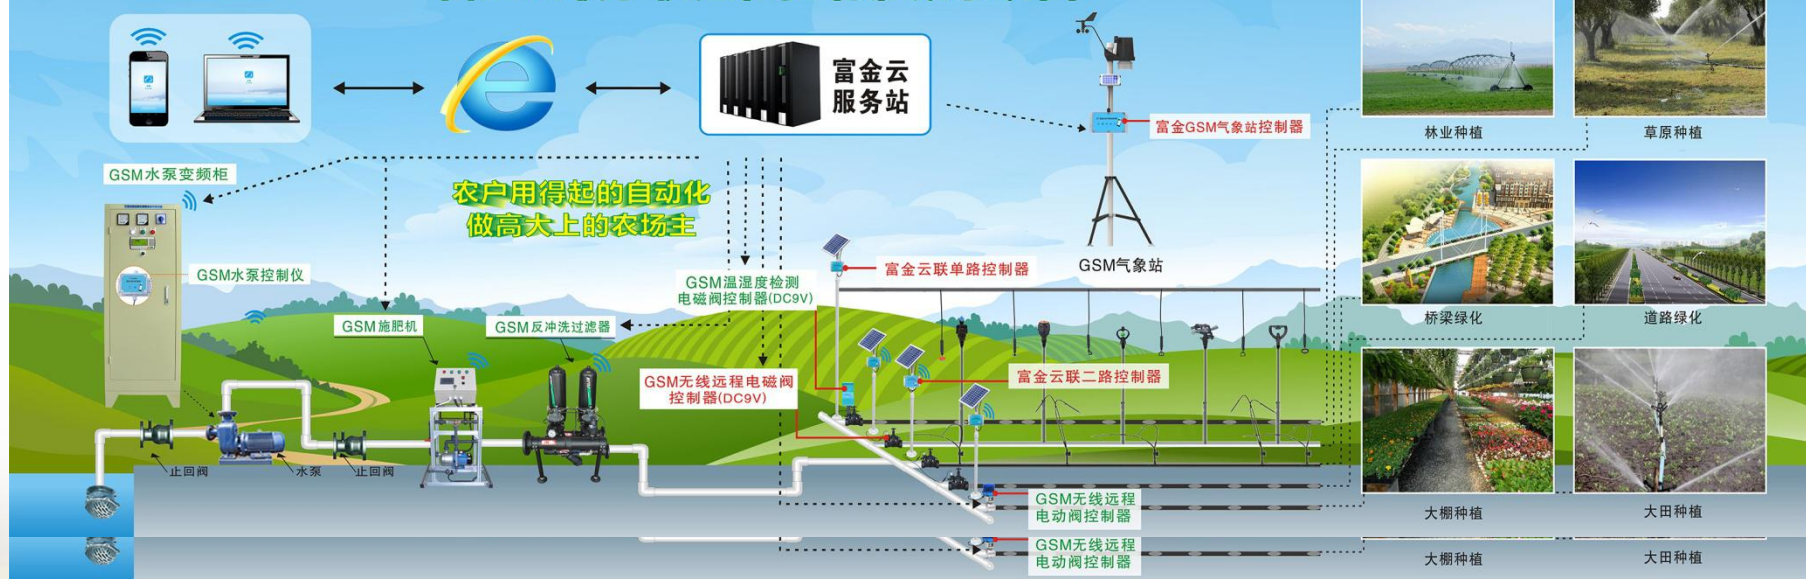 富金云
服务站
富金GSM气象站控制器
林业种植
草原种植
GSM水泵变频柜
农户用得起的自动化
做高大上的农场主
GSM水泵控制仪
GSM气象站
富金云联单路控制器
GSM温湿度检测
电磁阀控制器(DC9V)
GSM施肥机
GSM反冲洗过滤器
桥梁绿化
道路绿化
GSM无线远程电磁阀
控制器(DC9V)
富金云联二路控制器
止回阀
水泵
止回阀
GSM无线远程
电动阀控制器
大棚种植
大田种植
GSM无线远程
电动阀控制器
大棚种植
大田种植